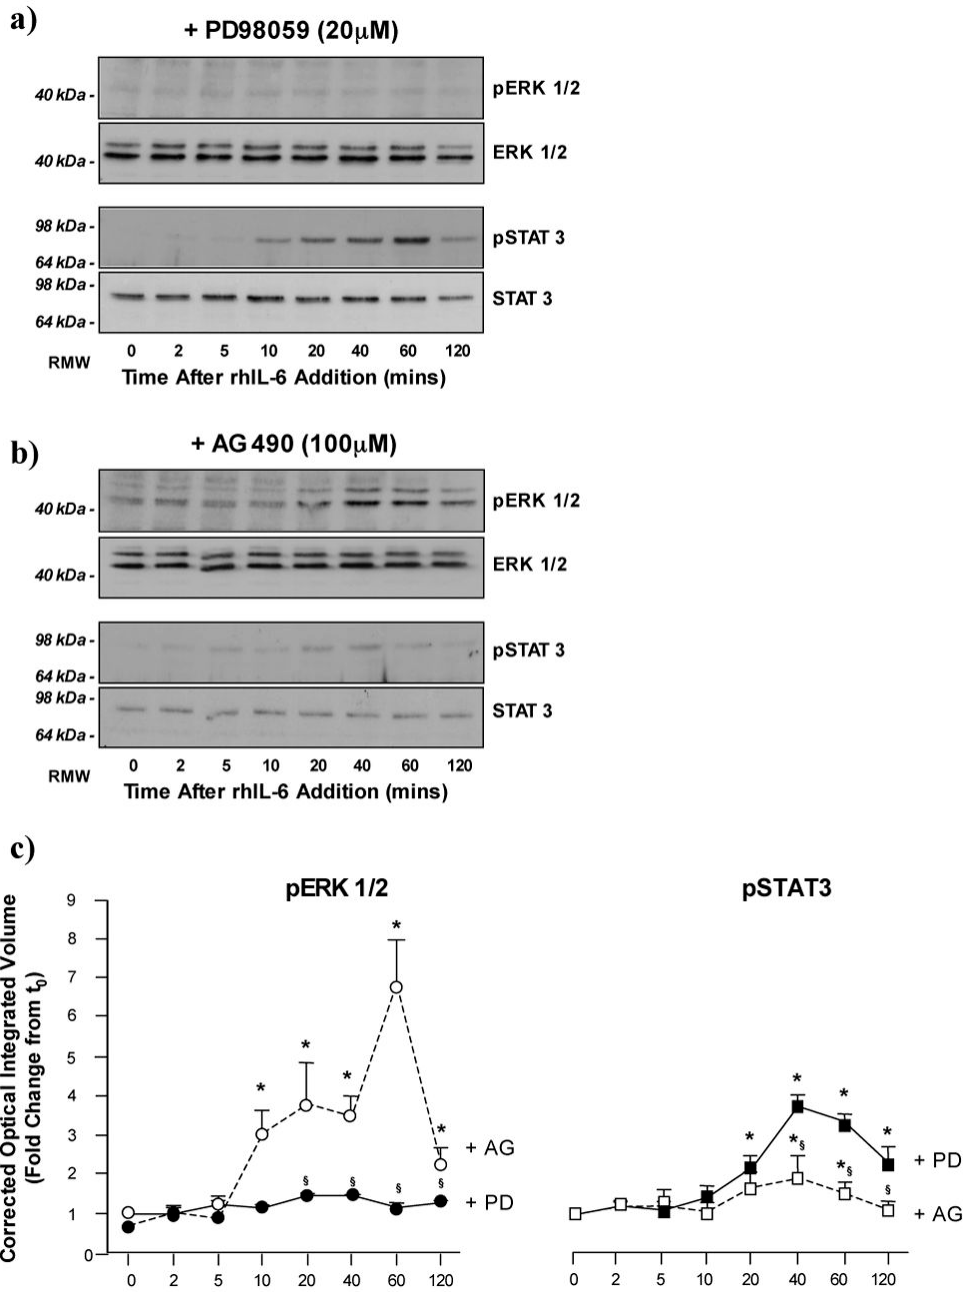 a)
+ PD98059 (20μM)
40 kDa -
pERK 1/2
40 kDa -
ERK 1/2
98 kDa -
pSTAT 3
64 kDa -
98 kDa -
STAT 3
64 kDa -
RMW
0 2 5 10 20 40 60 120
Time After rhIL-6 Addition (mins)
b)
+ AG 490 (100μM)
40 kDa -
pERK 1/2
40 kDa -
ERK 1/2
98 kDa -
pSTAT 3
64 kDa -
98 kDa -
STAT 3
64 kDa -
RMW
0 2 5 10 20 40 60 120
Time After rhIL-6 Addition (mins)
c)
Corrected Optical Integrated Volume
(Fold Change from t0)
pERK 1/2
9
8
7
6
5
4
3
2
1
0
* * * * *
§ § § §
+ AG
+ PD
0 2 5 10 20 40 60 120
pSTAT3
* * * *
*§ *§ §
+ PD
+ AG
0 2 5 10 20 40 60 120